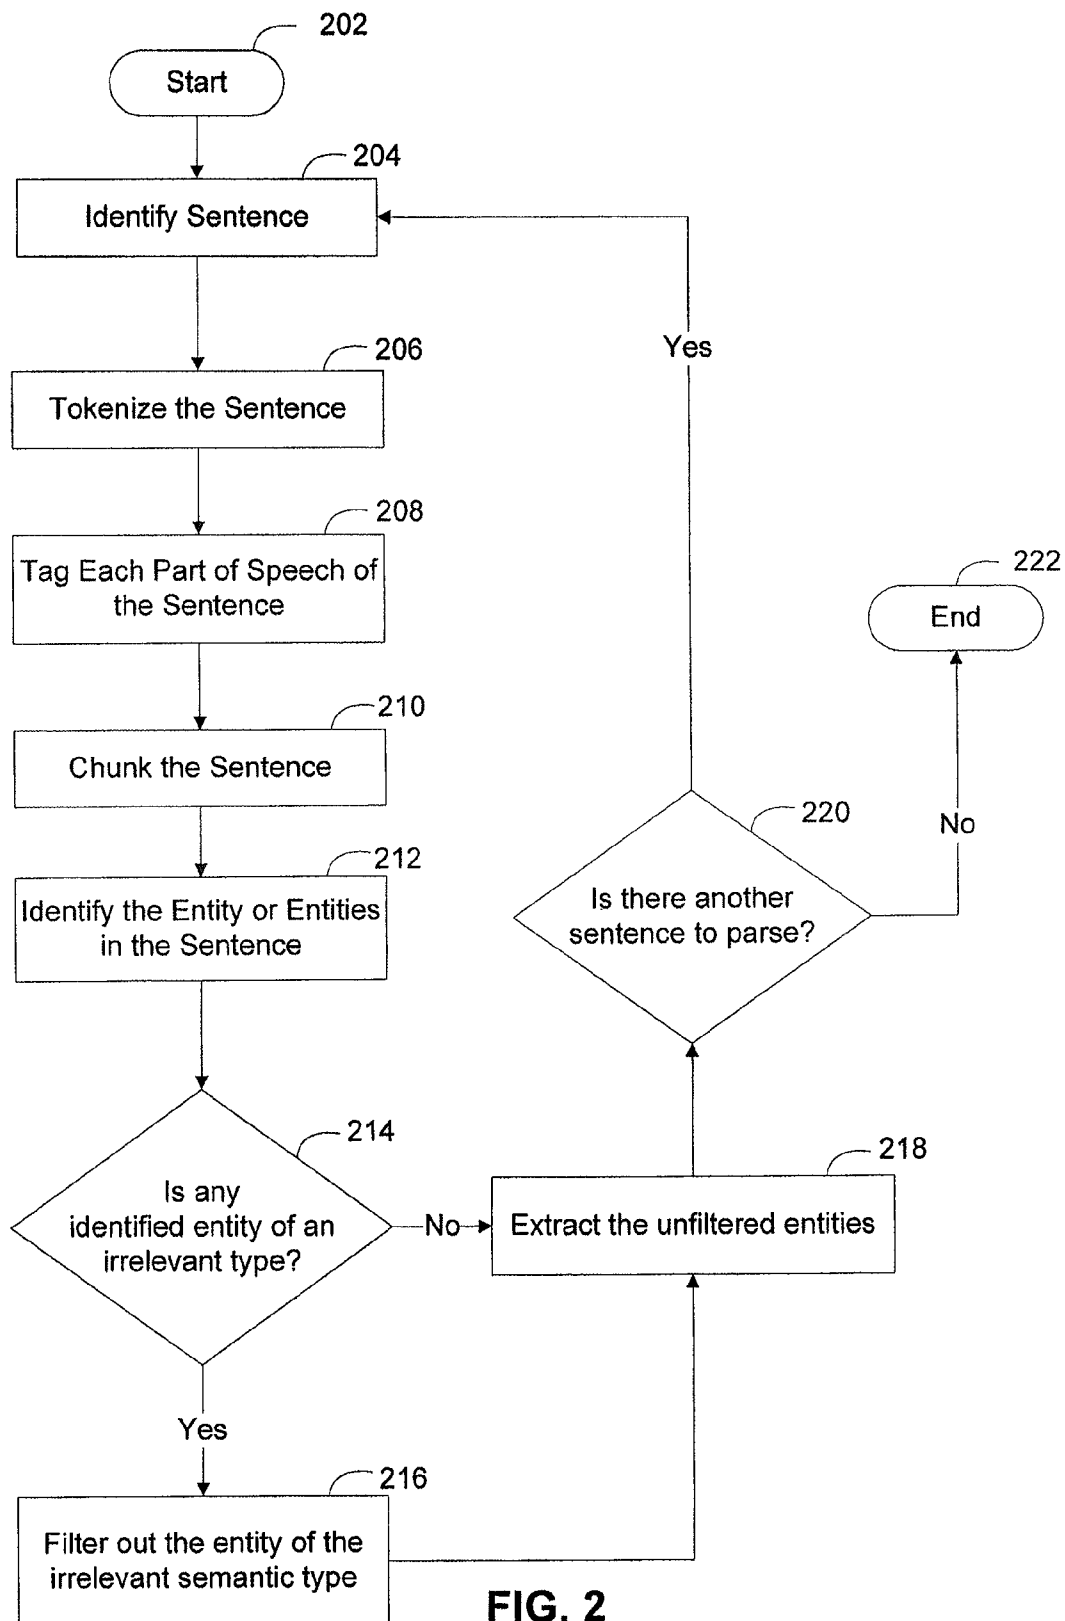 202
Start
204
Identify Sentence
206
Tokenize the Sentence
Yes
208
Tag Each Part of Speech of
the Sentence
222
End
210
Chunk the Sentence
220
No
212
Identify the Entity or Entities
in the Sentence
Is there another
sentence to parse?
214
Is any
identified entity of an
irrelevant type?
No
218
Extract the unfiltered entities
Yes
216
Filter out the entity of the
irrelevant semantic type
FIG. 2